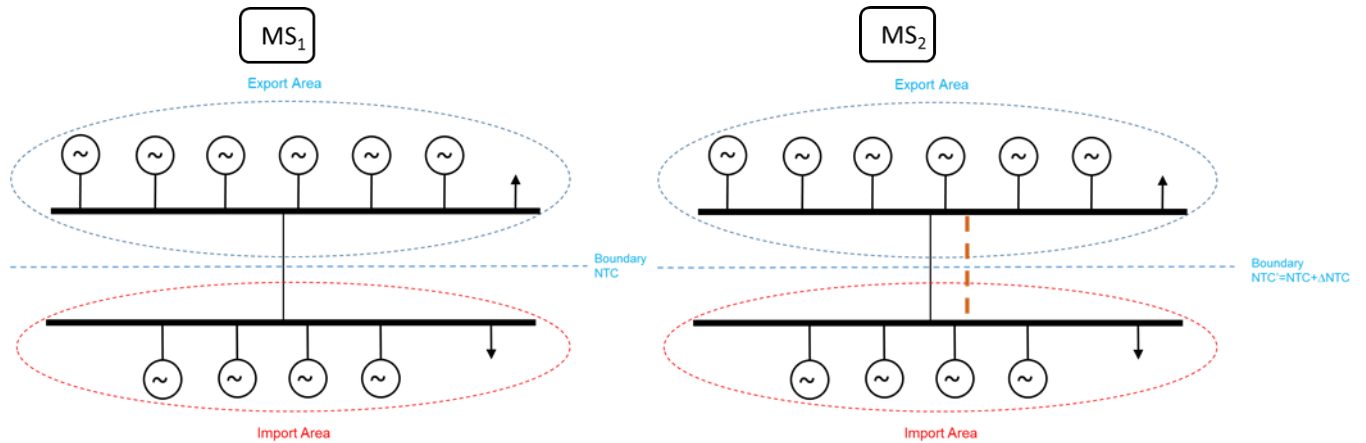 MS₁
Export Area
~ ~ ~ ~ ~ ~
Boundary
NTC
~ ~ ~ ~
Import Area
MS₂
Export Area
~ ~ ~ ~ ~ ~
Boundary
NTC'=NTC+ΔNTC
~ ~ ~ ~
Import Area